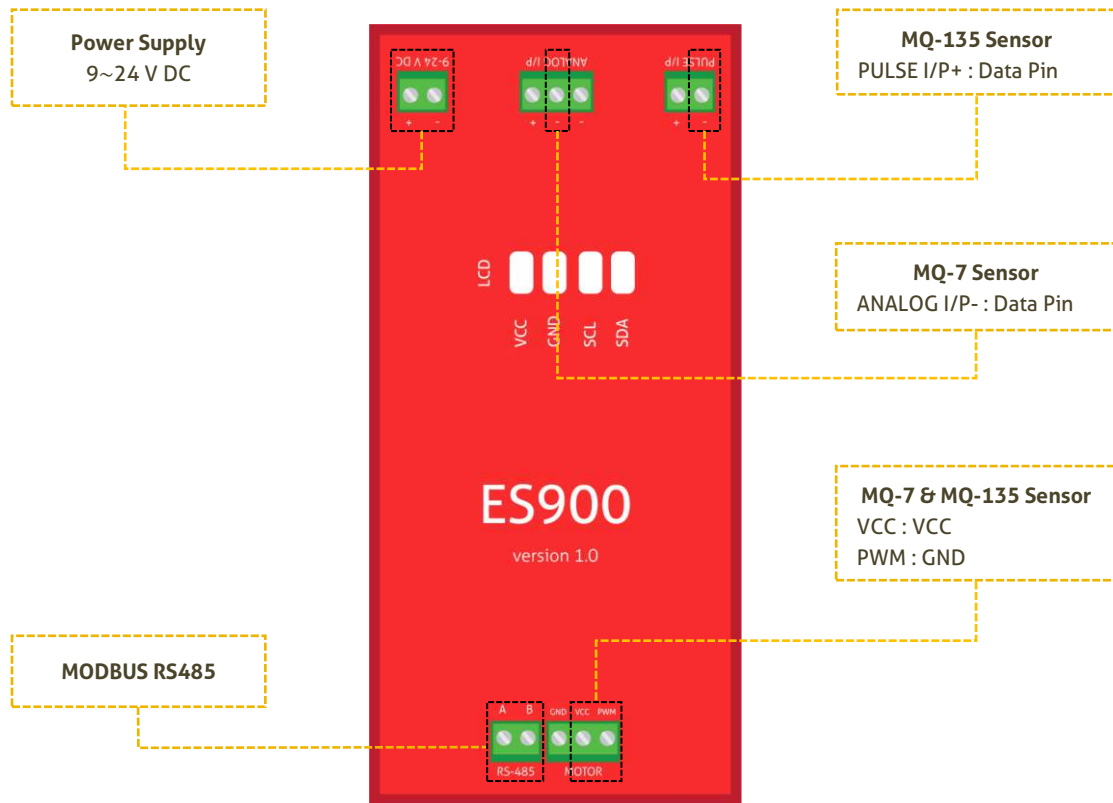 Power Supply
9~24 V DC
MQ-135 Sensor
PULSE I/P+ : Data Pin
9-24 V DC
ANALOG I/P
PULSE I/P
+ -
+ - -
+ -
MQ-7 Sensor
ANALOG I/P- : Data Pin
LCD
VCC
GND
SCL
SDA
ES900
version 1.0
MQ-7 & MQ-135 Sensor
VCC : VCC
PWM : GND
MODBUS RS485
A B
GND VCC PWM
RS-485
MOTOR